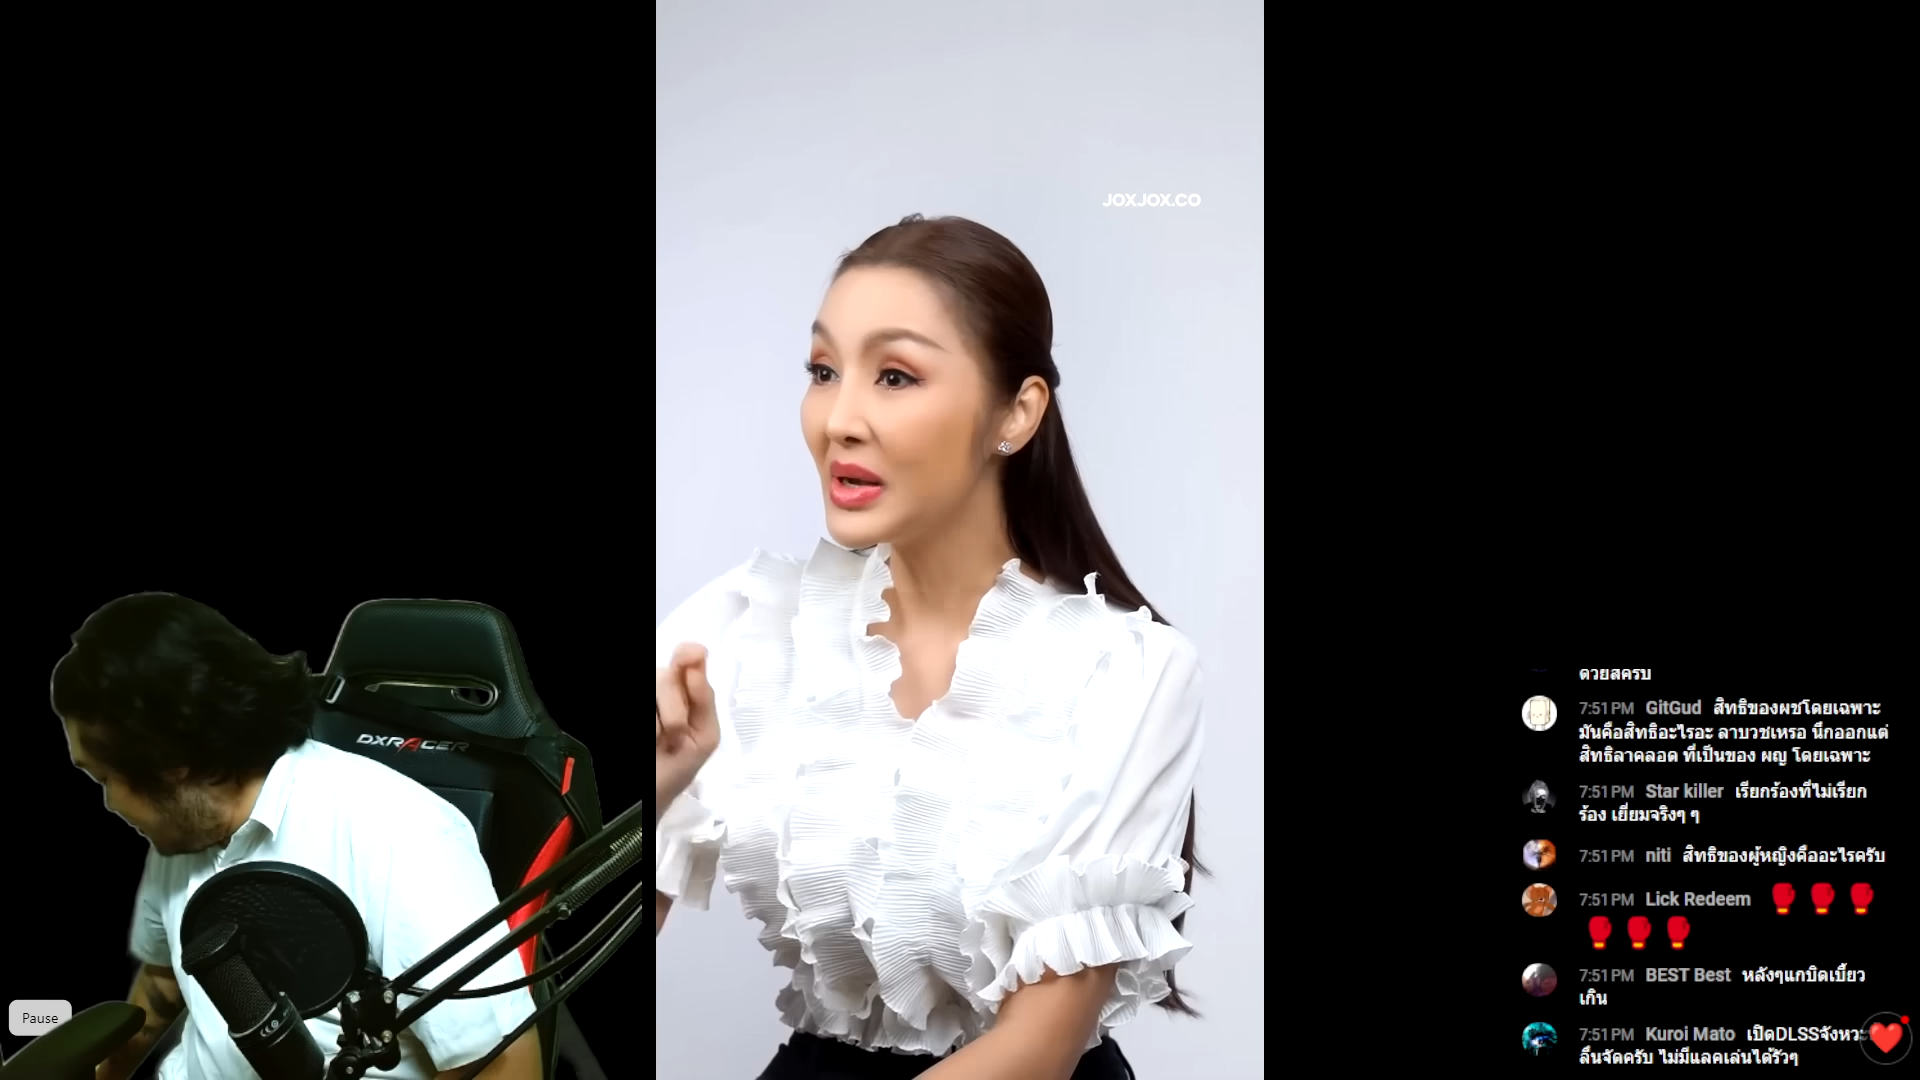 JOXJOX.CO
DXRACER
Pause
ด้วยสิครับ
7:51 PM GitGud สิทธิของผชโดยเฉพาะ
มันคือสิทธิอะไรอะ ลาบวชเหรอ นึกออกแต่
สิทธิลาคลอด ที่เป็นของ ผญ โดยเฉพาะ
7:51 PM Star killer เรียกร้องที่ไม่เรียก
ร้อง เยี่ยมจริงๆ ๆ
7:51 PM niti สิทธิของผู้หญิงคืออะไรครับ
7:51 PM Lick Redeem
7:51 PM BEST Best หลังๆแกบิดเบี้ยว
เกิน
7:51 PM Kuroi Mato เปิดDLSSจังหวะ
ลื่นจัดครับ ไม่มีแลคเล่นได้รัวๆ